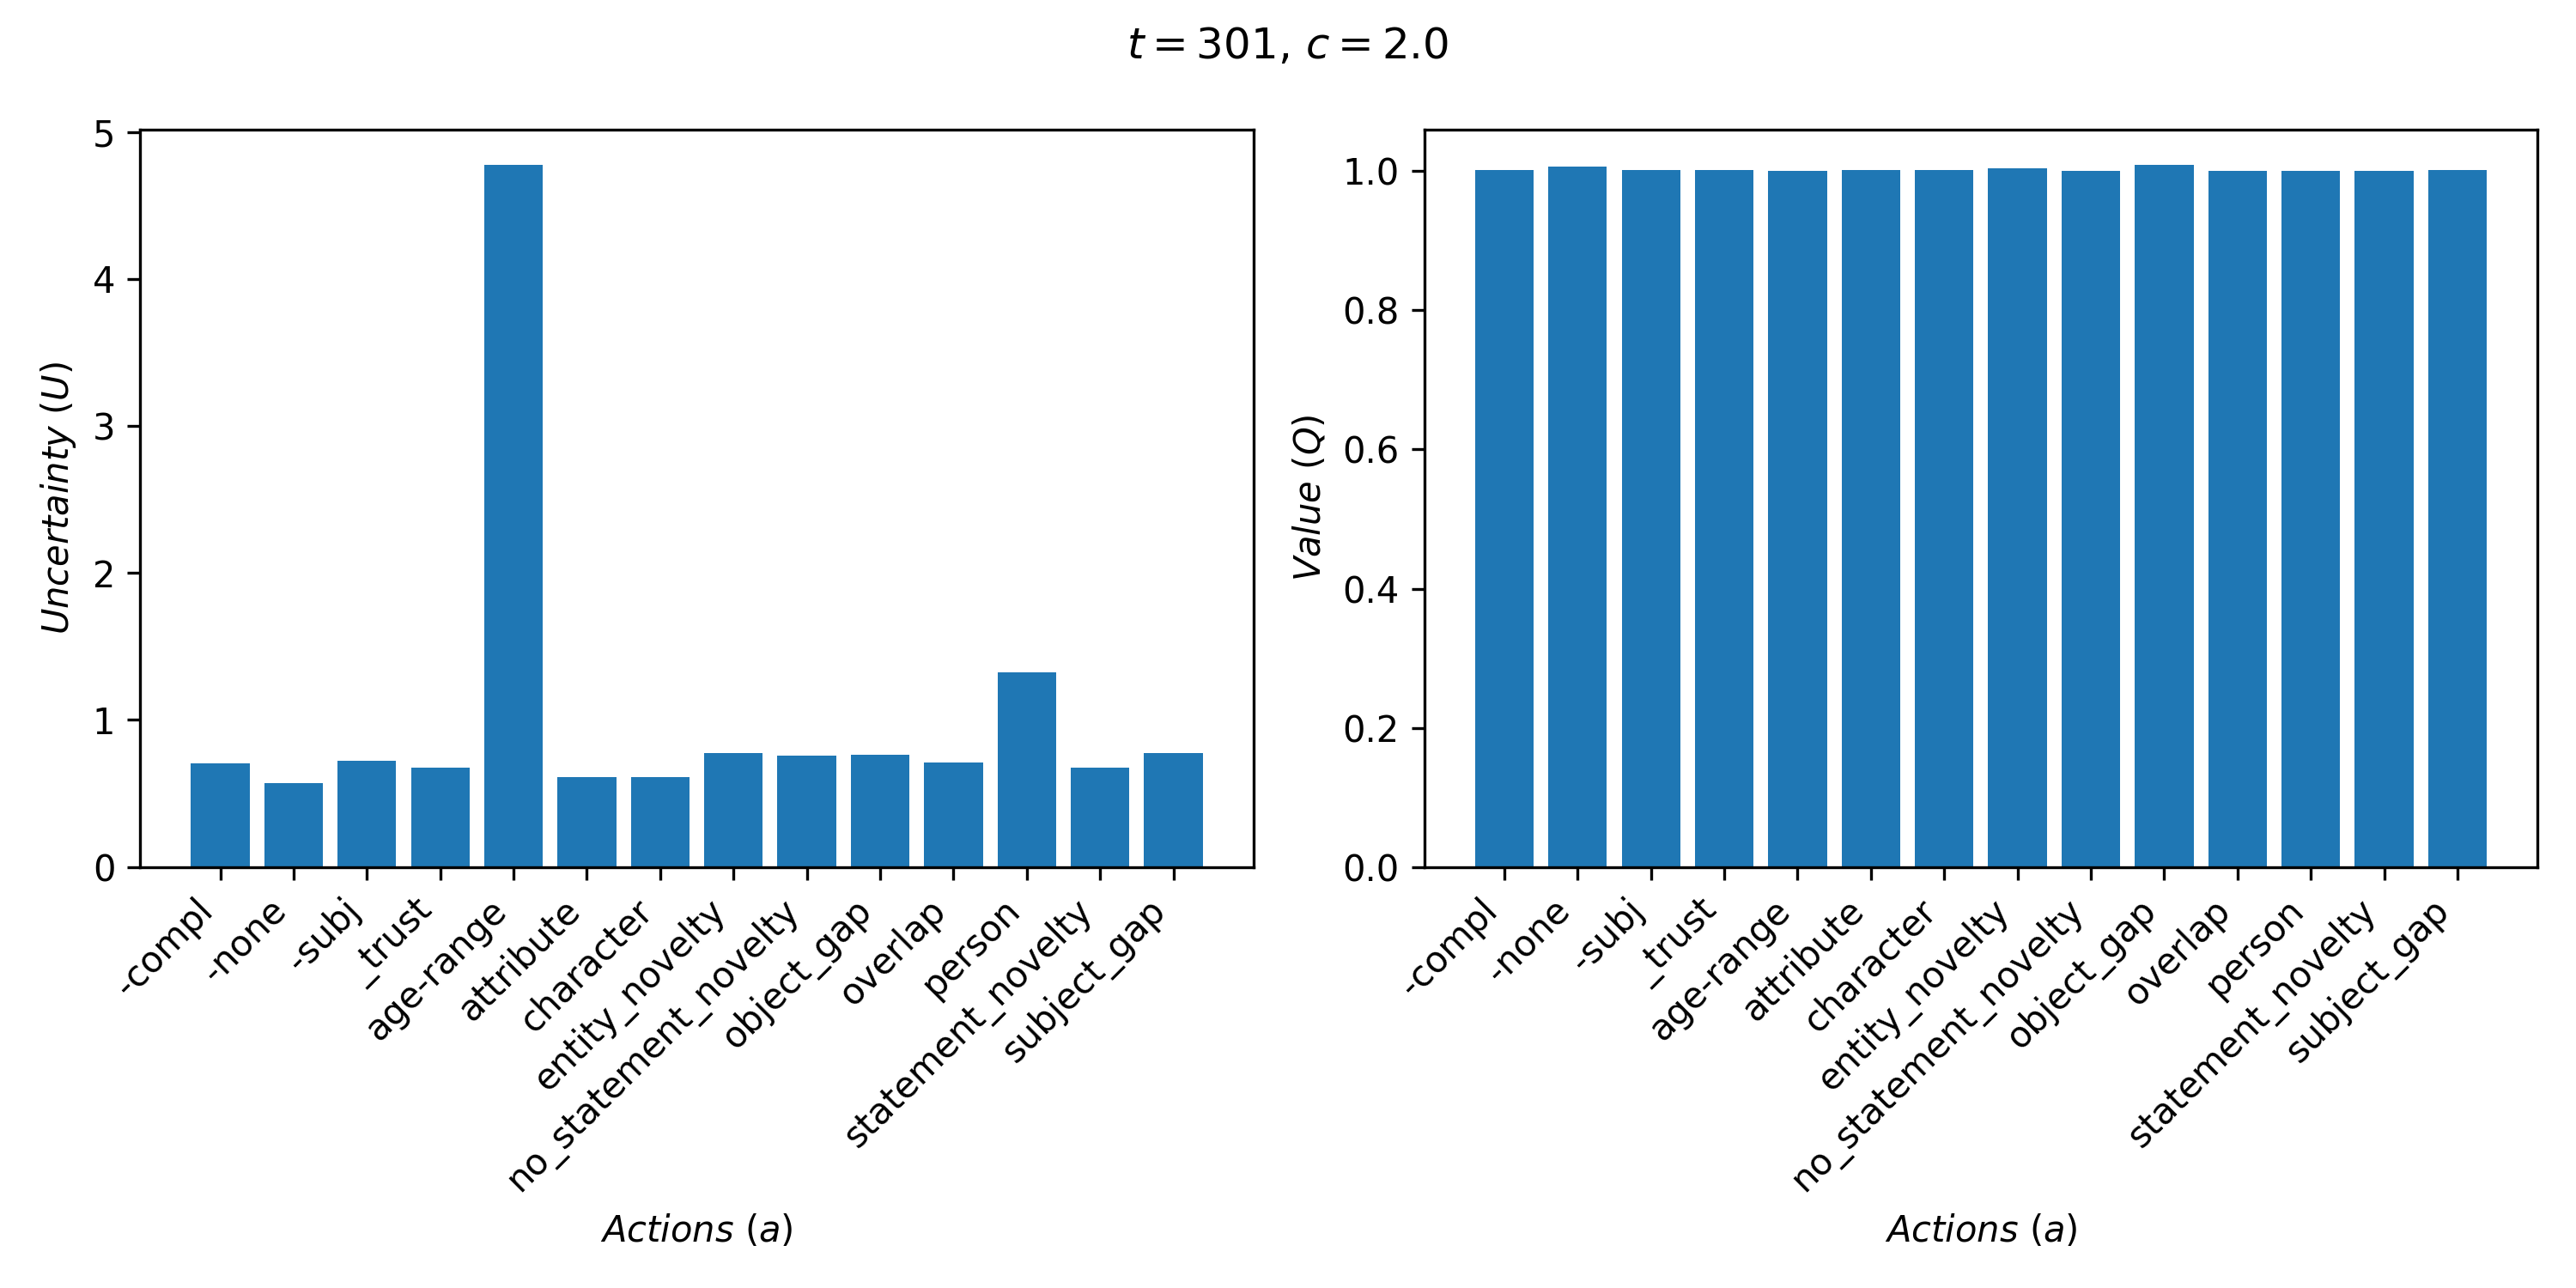 t = 301, c = 2.0
Uncertainty (U)
5
4
3
2
1
0
-compl
-none
-subj
_trust
age-range
attribute
character
entity_novelty
no_statement_novelty
object_gap
overlap
person
statement_novelty
subject_gap
Actions (a)
Value (Q)
1.0
0.8
0.6
0.4
0.2
0.0
-compl
-none
-subj
_trust
age-range
attribute
character
entity_novelty
no_statement_novelty
object_gap
overlap
person
statement_novelty
subject_gap
Actions (a)